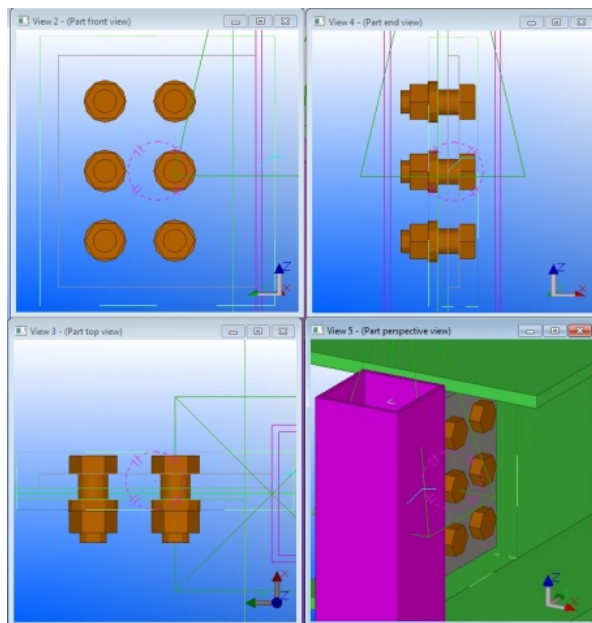 View 2 - (Part front view)
View 4 - (Part end view)
Z
X
Z
X
View 3 - (Part top view)
View 5 - (Part perspective view)
X
Z
Z
X